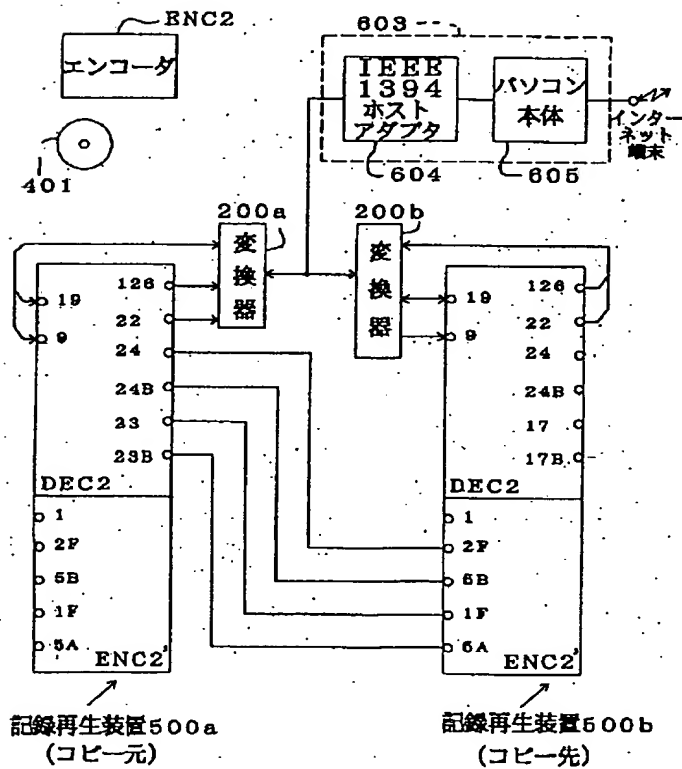 ENC2
エンコーダ
401
603
IEEE
1394
ホスト
アダプタ
604
パソコン
本体
605
インター
ネット
端末
200a
変換器
200b
変換器
19
9
126
22
24
24B
23
23B
DEC2
1
2F
5B
1F
5A
ENC2'
19
9
126
22
24
24B
17
17B
DEC2
1
2F
5B
1F
5A
ENC2'
記録再生装置500a
(コピー元)
記録再生装置500b
(コピー先)